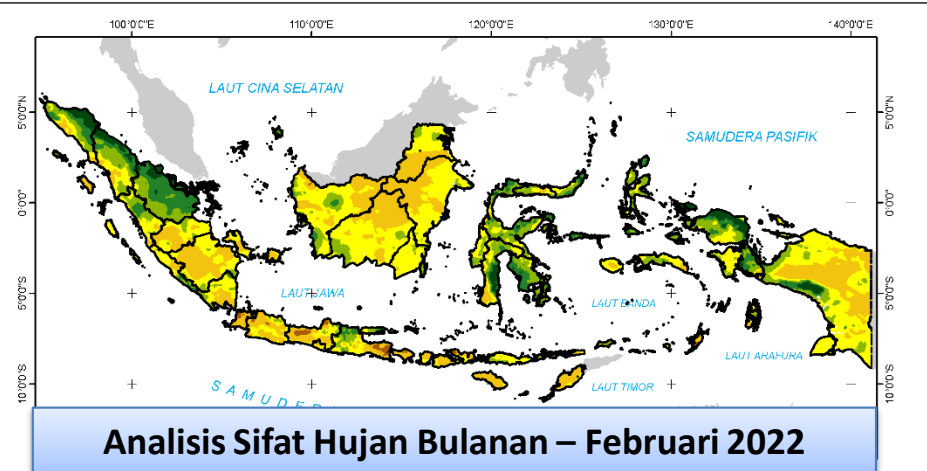 100°0'0"E 110°0'0"E 120°0'0"E 130°0'0"E 140°0'0"E
LAUT CINA SELATAN
5°0'0"N 5°0'0"N
SAMUDERA PASIFIK
0°0'0" 0°0'0"
LAUT JAWA
5°0'0"S 5°0'0"S
LAUT BANDA
LAUT ARAFURA
10°0'0"S 10°0'0"S
LAUT TIMOR
Analisis Sifat Hujan Bulanan – Februari 2022